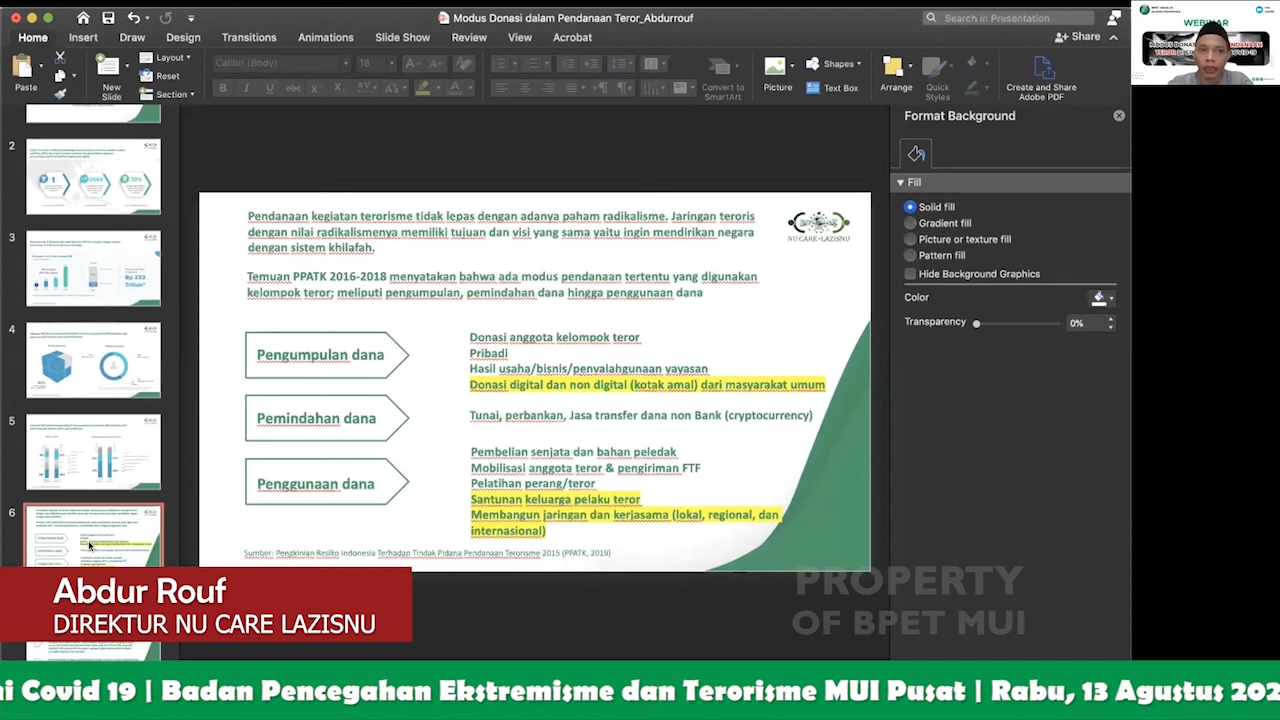 PPT Donasi dalam Pendanaan Teror_abdurrouf
Search in Presentation
Home
Insert
Draw
Design
Transitions
Animations
Slide Show
Review
View
Acrobat
Share
Paste
New
Slide
Layout
Reset
Section
Convert to
SmartArt
Picture
Shapes
Text Box
Arrange
Quick
Styles
Create and Share
Adobe PDF
WEBINAR
2
3
4
5
6
Pendanaan kegiatan terorisme tidak lepas dengan adanya paham radikalisme. Jaringan teroris
dengan nilai radikalismenya memiliki tujuan dan visi yang sama yaitu ingin mendirikan negara
dengan sistem khilafah.
Temuan PPATK 2016-2018 menyatakan bahwa ada modus pendanaan tertentu yang digunakan
kelompok teror; meliputi pengumpulan, pemindahan dana hingga penggunaan dana
NU CARE-LAZISNU
Pengumpulan dana
Donasi anggota kelompok teror
Pribadi
Hasil usaha/bisnis/penyalahgunaan yayasan
Donasi digital dan non digital (kotak amal) dari masyarakat umum
Pemindahan dana
Tunai, perbankan, Jasa transfer dana non Bank (cryptocurrency)
Penggunaan dana
Pembelian senjata
bahan peledak
Mobilitasi anggota teror & pengiriman FTF
Pelatihan perang/teror
Santunan keluarga pelaku teror
Membangun jaringan dan kerjasama (lokal, regional dan
internasional)
Sumber: Pengkinian Resiko Indonesia Terhadap Tindak Pidana Pendanaan Terorisme
(PPATK, 2019)
Format Background
Fill
Solid fill
Gradient fill
Picture or texture fill
Pattern fill
Hide Background Graphics
Color
Transparency
0%
Abdur Rouf
DIREKTUR NU CARE LAZISNU
PROPERTY
OF BPET MUI
ni Covid 19 | Badan Pencegahan Ekstremisme dan Terorisme MUI Pusat | Rabu, 13 Agustus 202